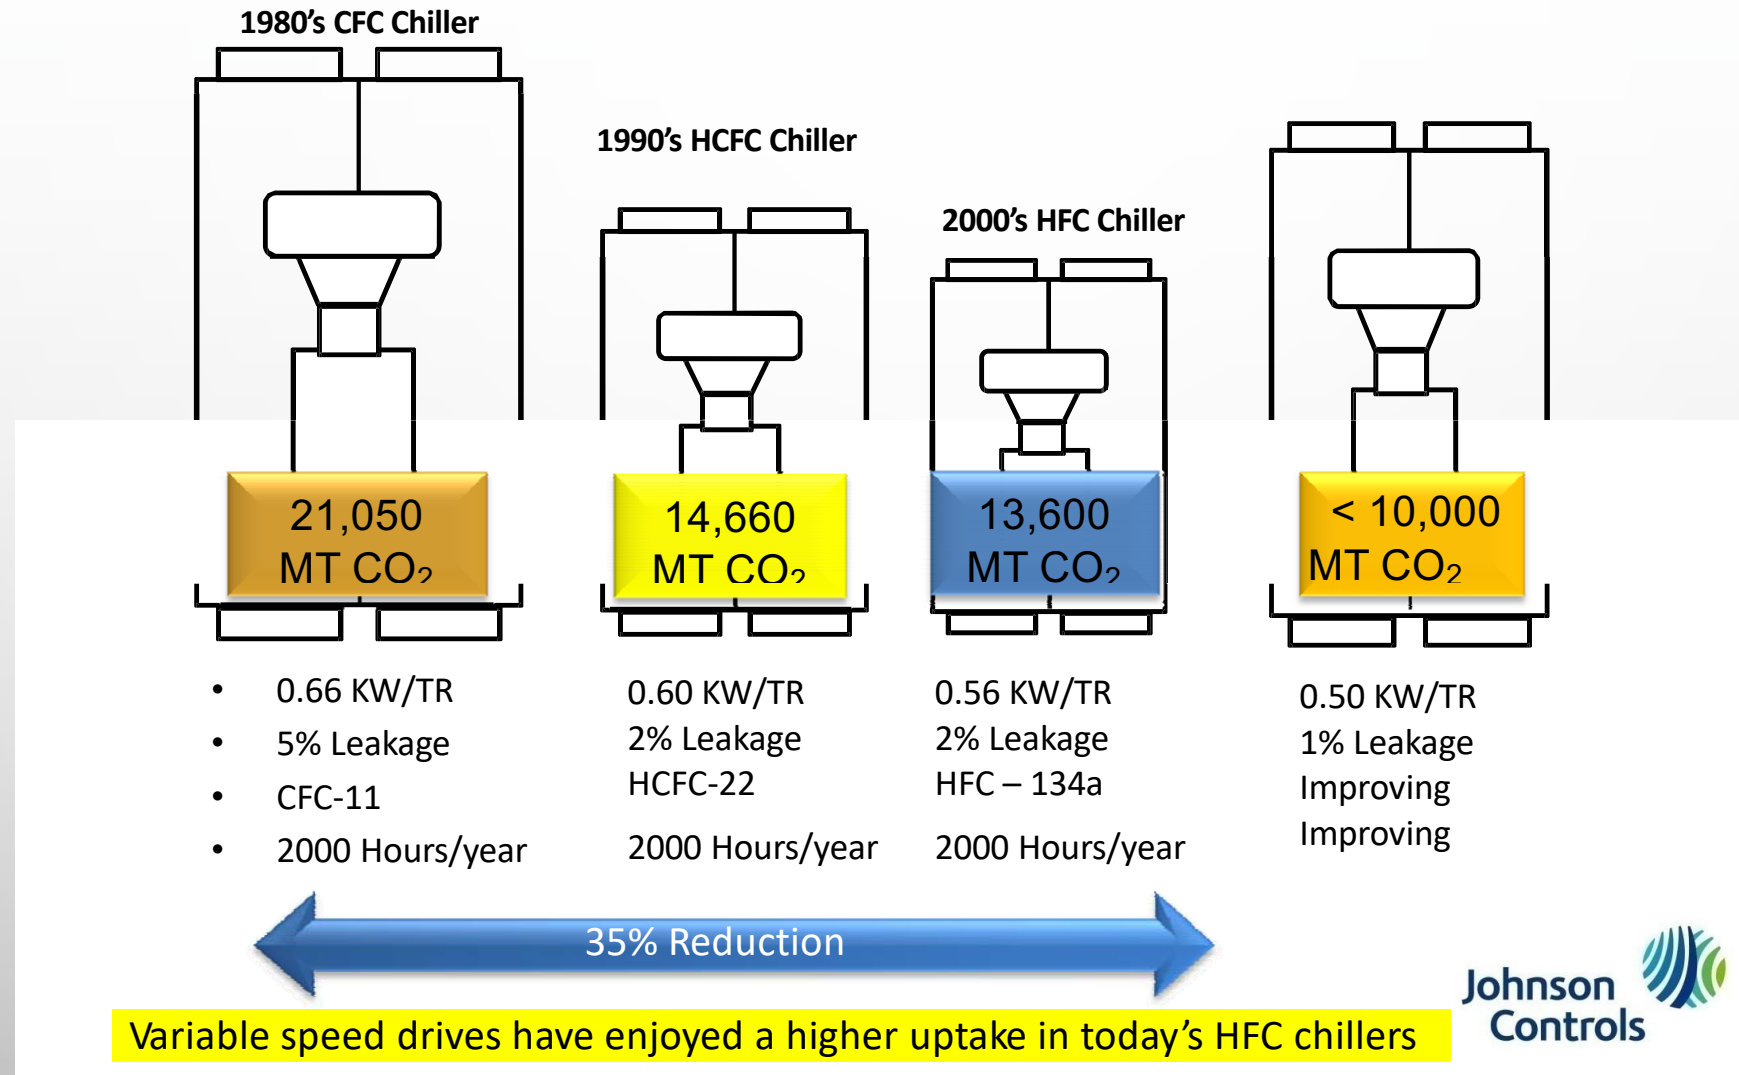 1980's CFC Chiller
1990's HCFC Chiller
2000's HFC Chiller
21,050
MT CO₂
14,660
MT CO₂
13,600
MT CO₂
< 10,000
MT CO₂
• 0.66 KW/TR
• 5% Leakage
• CFC-11
• 2000 Hours/year
0.60 KW/TR
2% Leakage
HCFC-22
2000 Hours/year
0.56 KW/TR
2% Leakage
HFC – 134a
2000 Hours/year
0.50 KW/TR
1% Leakage
Improving
Improving
35% Reduction
Johnson
Controls
Variable speed drives have enjoyed a higher uptake in today's HFC chillers